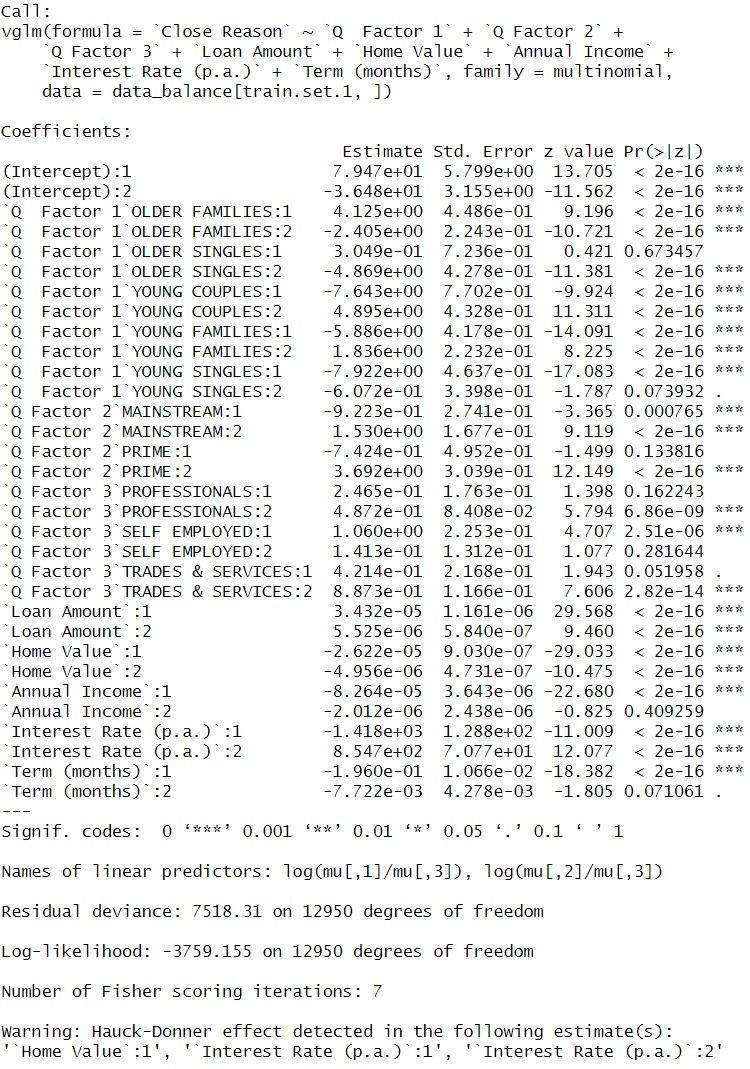 Call:
vglm(formula = `Close Reason` ~ `Q  Factor 1` + `Q Factor 2` +
    `Q Factor 3` + `Loan Amount` + `Home Value` + `Annual Income` +
    `Interest Rate (p.a.)` + `Term (months)`, family = multinomial,
    data = data_balance[train.set.1, ])

Coefficients:
                                  Estimate Std. Error z value Pr(>|z|)
(Intercept):1                    7.947e+01  5.799e+00  13.705  < 2e-16 ***
(Intercept):2                   -3.648e+01  3.155e+00 -11.562  < 2e-16 ***
`Q  Factor 1`OLDER FAMILIES:1    4.125e+00  4.486e-01   9.196  < 2e-16 ***
`Q  Factor 1`OLDER FAMILIES:2   -2.405e+00  2.243e-01 -10.721  < 2e-16 ***
`Q  Factor 1`OLDER SINGLES:1     3.049e-01  7.236e-01   0.421 0.673457
`Q  Factor 1`OLDER SINGLES:2    -4.869e+00  4.278e-01 -11.381  < 2e-16 ***
`Q  Factor 1`YOUNG COUPLES:1    -7.643e+00  7.702e-01  -9.924  < 2e-16 ***
`Q  Factor 1`YOUNG COUPLES:2     4.895e+00  4.328e-01  11.311  < 2e-16 ***
`Q  Factor 1`YOUNG FAMILIES:1   -5.886e+00  4.178e-01 -14.091  < 2e-16 ***
`Q  Factor 1`YOUNG FAMILIES:2    1.836e+00  2.232e-01   8.225  < 2e-16 ***
`Q  Factor 1`YOUNG SINGLES:1    -7.922e+00  4.637e-01 -17.083  < 2e-16 ***
`Q  Factor 1`YOUNG SINGLES:2    -6.072e-01  3.398e-01  -1.787 0.073932 .
`Q Factor 2`MAINSTREAM:1        -9.223e-01  2.741e-01  -3.365 0.000765 ***
`Q Factor 2`MAINSTREAM:2         1.530e+00  1.677e-01   9.119  < 2e-16 ***
`Q Factor 2`PRIME:1             -7.424e-01  4.952e-01  -1.499 0.133816
`Q Factor 2`PRIME:2              3.692e+00  3.039e-01  12.149  < 2e-16 ***
`Q Factor 3`PROFESSIONALS:1      2.465e-01  1.763e-01   1.398 0.162243
`Q Factor 3`PROFESSIONALS:2      4.872e-01  8.408e-02   5.794 6.86e-09 ***
`Q Factor 3`SELF EMPLOYED:1      1.060e+00  2.253e-01   4.707 2.51e-06 ***
`Q Factor 3`SELF EMPLOYED:2      1.413e-01  1.312e-01   1.077 0.281644
`Q Factor 3`TRADES & SERVICES:1  4.214e-01  2.168e-01   1.943 0.051958 .
`Q Factor 3`TRADES & SERVICES:2  8.873e-01  1.166e-01   7.606 2.82e-14 ***
`Loan Amount`:1                  3.432e-05  1.161e-06  29.568  < 2e-16 ***
`Loan Amount`:2                  5.525e-06  5.840e-07   9.460  < 2e-16 ***
`Home Value`:1                  -2.622e-05  9.030e-07 -29.033  < 2e-16 ***
`Home Value`:2                  -4.956e-06  4.731e-07 -10.475  < 2e-16 ***
`Annual Income`:1               -8.264e-05  3.643e-06 -22.680  < 2e-16 ***
`Annual Income`:2               -2.012e-06  2.438e-06  -0.825 0.409259
`Interest Rate (p.a.)`:1        -1.418e+03  1.288e+02 -11.009  < 2e-16 ***
`Interest Rate (p.a.)`:2         8.547e+02  7.077e+01  12.077  < 2e-16 ***
`Term (months)`:1               -1.960e-01  1.066e-02 -18.382  < 2e-16 ***
`Term (months)`:2               -7.722e-03  4.278e-03  -1.805 0.071061 .
---
Signif. codes:  0 ‘***’ 0.001 ‘**’ 0.01 ‘*’ 0.05 ‘.’ 0.1 ‘ ’ 1

Names of linear predictors: log(mu[,1]/mu[,3]), log(mu[,2]/mu[,3])

Residual deviance: 7518.31 on 12950 degrees of freedom

Log-likelihood: -3759.155 on 12950 degrees of freedom

Number of Fisher scoring iterations: 7

Warning: Hauck-Donner effect detected in the following estimate(s):
'`Home Value`:1', '`Interest Rate (p.a.)`:1', '`Interest Rate (p.a.)`:2'